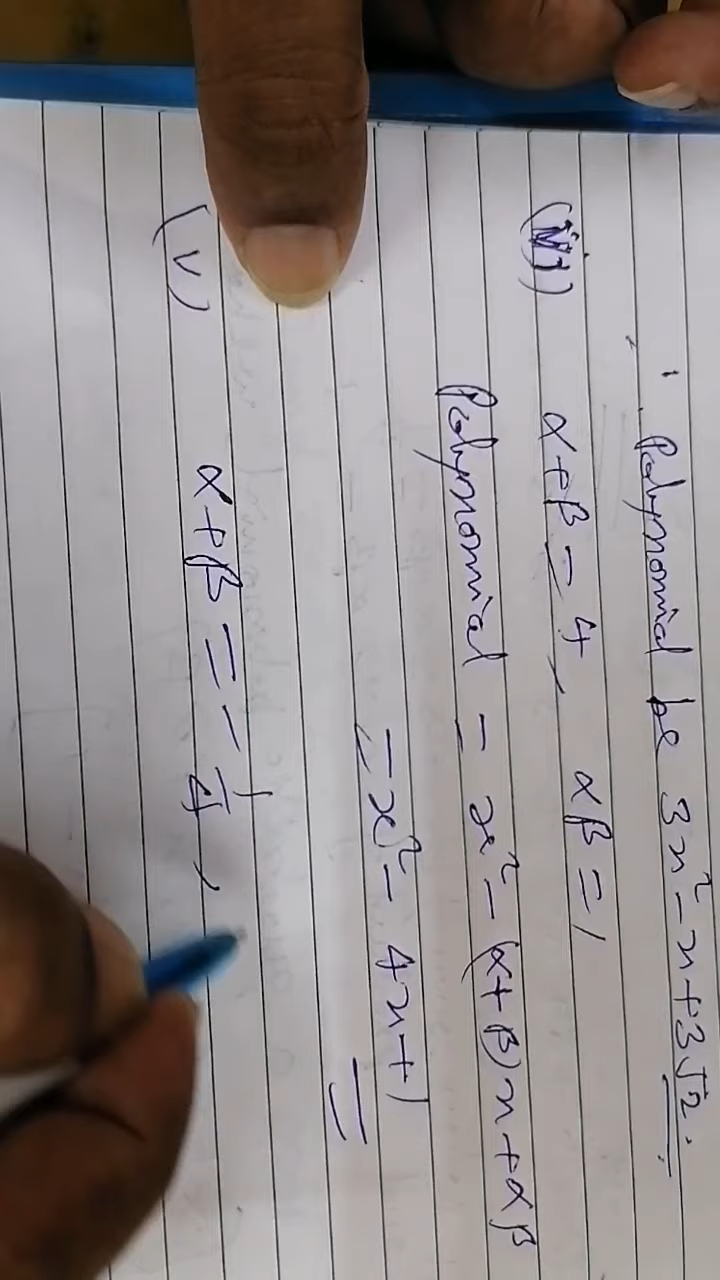 ∴ Polynomial be 3x² - x + 3√2.
(iv) α+β = 4, αβ = 1
Polynomial = x² - (α+β)x + αβ
= x² - 4x + 1
(v) α+β = - 1/4,